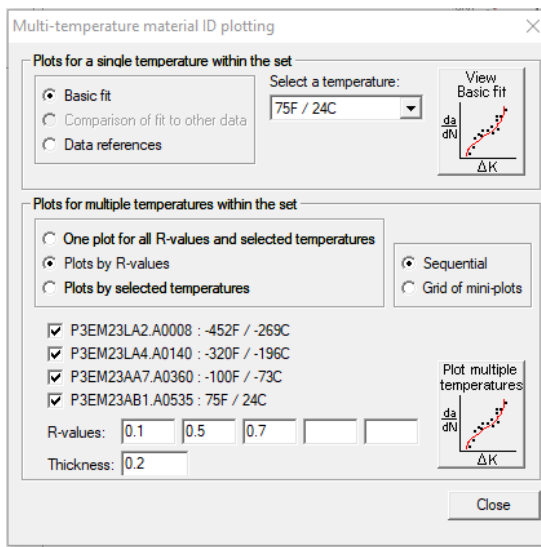 Multi-temperature material ID plotting
Plots for a single temperature within the set
Basic fit
Comparison of fit to other data
Data references
Select a temperature:
75F / 24C
View
Basic fit
da
dN
ΔK
Plots for multiple temperatures within the set
One plot for all R-values and selected temperatures
Plots by R-values
Plots by selected temperatures
Sequential
Grid of mini-plots
P3EM23LA2.A0008 : -452F / -269C
P3EM23LA4.A0140 : -320F / -196C
P3EM23AA7.A0360 : -100F / -73C
P3EM23AB1.A0535 : 75F / 24C
R-values: 0.1 0.5 0.7
Thickness: 0.2
Plot multiple
temperatures
da
dN
ΔK
Close